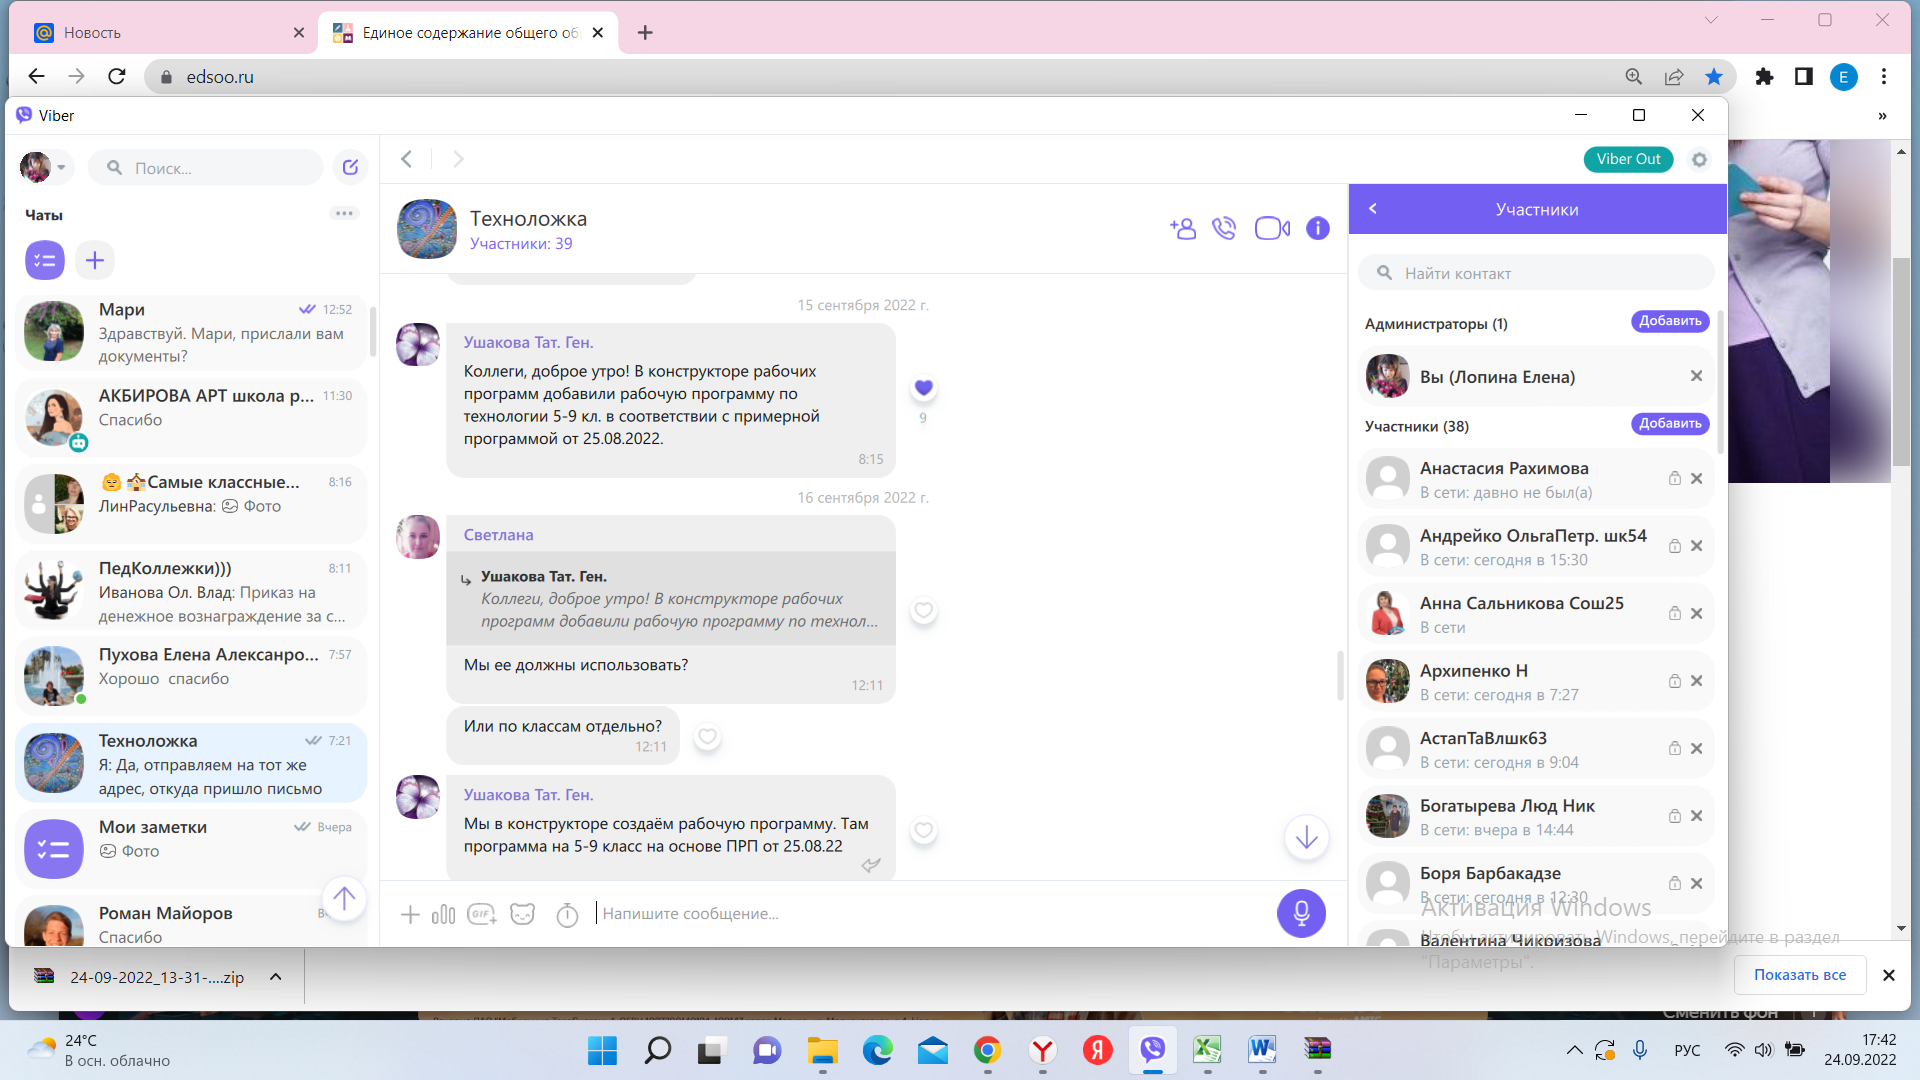 Новость
Единое содержание общего об
edsoo.ru
Viber
»
Поиск...
Viber Out
Чаты
Техноложка
Участники: 39
Участники
Найти контакт
Мари
12:52
Здравствуй. Мари, прислали вам
документы?
АКБИРОВА АРТ школа р...
11:30
Спасибо
Самые классные...
8:16
ЛинРасульевна: Фото
ПедКоллежки)))
8:11
Иванова Ол. Влад: Приказ на
денежное вознаграждение за с...
Пухова Елена Алексанро...
7:57
Хорошо спасибо
Техноложка
7:21
Я: Да, отправляем на тот же
адрес, откуда пришло письмо
Мои заметки
Вчера
Фото
Роман Майоров
Спасибо
15 сентября 2022 г.
Ушакова Тат. Ген.
Коллеги, доброе утро! В конструкторе рабочих
программ добавили рабочую программу по
технологии 5-9 кл. в соответствии с примерной
программой от 25.08.2022.
8:15
9
16 сентября 2022 г.
Светлана
Ушакова Тат. Ген.
Коллеги, доброе утро! В конструкторе рабочих
программ добавили рабочую программу по технол...
Мы ее должны использовать?
12:11
Или по классам отдельно?
12:11
Ушакова Тат. Ген.
Мы в конструкторе создаём рабочую программу. Там
программа на 5-9 класс на основе ПРП от 25.08.22
GIF
Напишите сообщение...
Администраторы (1)
Добавить
Вы (Лопина Елена)
Участники (38)
Добавить
Анастасия Рахимова
В сети: давно не был(а)
Андрейко ОльгаПетр. шк54
В сети: сегодня в 15:30
Анна Сальникова Сош25
В сети
Архипенко Н
В сети: сегодня в 7:27
АстапТаВлшк63
В сети: сегодня в 9:04
Богатырева Люд Ник
В сети: вчера в 14:44
Боря Барбакадзе
В сети: сегодня в 12:30
Валентина Чикризова
Активация Windows
Чтобы активировать Windows, перейдите в раздел
"Параметры".
24-09-2022_13-31-....zip
Показать все
Сменить фон
24°C
В осн. облачно
РУС
17:42
24.09.2022